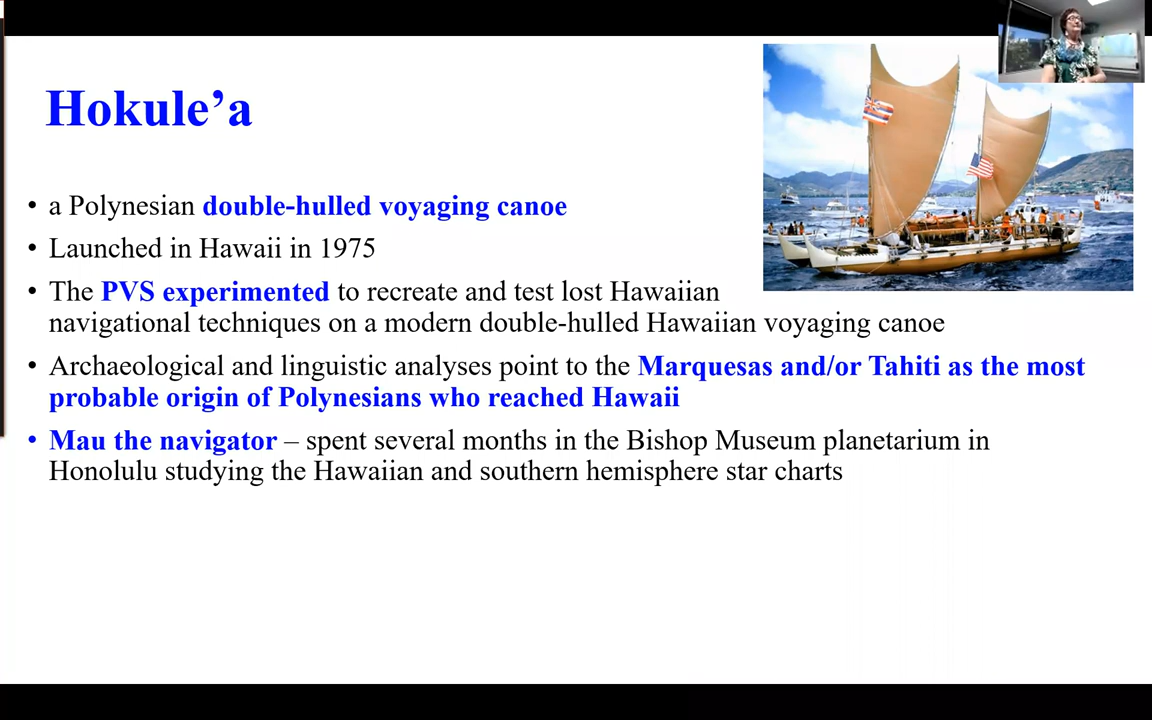 Hokule’a
• a Polynesian double-hulled voyaging canoe
• Launched in Hawaii in 1975
• The PVS experimented to recreate and test lost Hawaiian
navigational techniques on a modern double-hulled Hawaiian voyaging canoe
• Archaeological and linguistic analyses point to the Marquesas and/or Tahiti as the most
probable origin of Polynesians who reached Hawaii
• Mau the navigator – spent several months in the Bishop Museum planetarium in
Honolulu studying the Hawaiian and southern hemisphere star charts